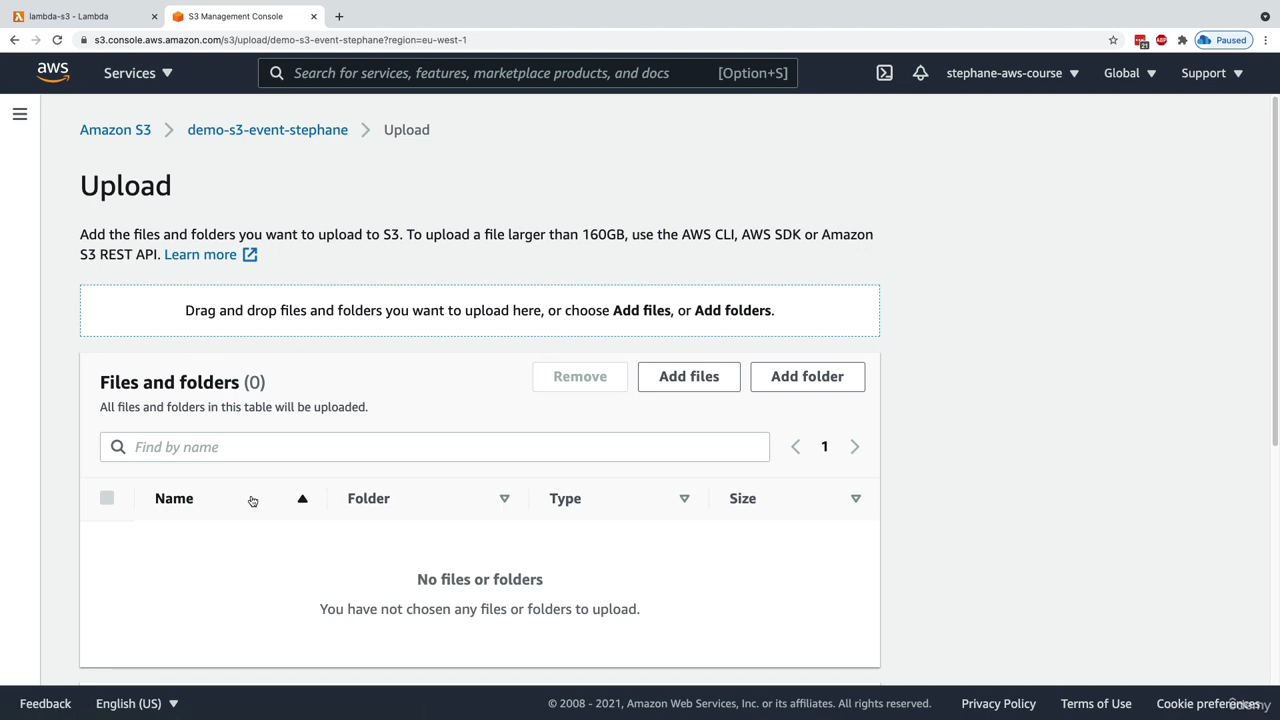 lambda-s3 - Lambda
S3 Management Console
s3.console.aws.amazon.com/s3/upload/demo-s3-event-stephane?region=eu-west-1
21
ABP
Paused
aws
Services
Search for services, features, marketplace products, and docs
[Option+S]
stephane-aws-course
Global
Support
Amazon S3
demo-s3-event-stephane
Upload
Upload
Add the files and folders you want to upload to S3. To upload a file larger than 160GB, use the AWS CLI, AWS SDK or Amazon
S3 REST API. Learn more
Drag and drop files and folders you want to upload here, or choose Add files, or Add folders.
Files and folders (0)
Remove
Add files
Add folder
All files and folders in this table will be uploaded.
Find by name
1
Name
Folder
Type
Size
No files or folders
You have not chosen any files or folders to upload.
Feedback
English (US)
© 2008 - 2021, Amazon Web Services, Inc. or its affiliates. All rights reserved.
Privacy Policy
Terms of Use
Cookie preferences
Udemy